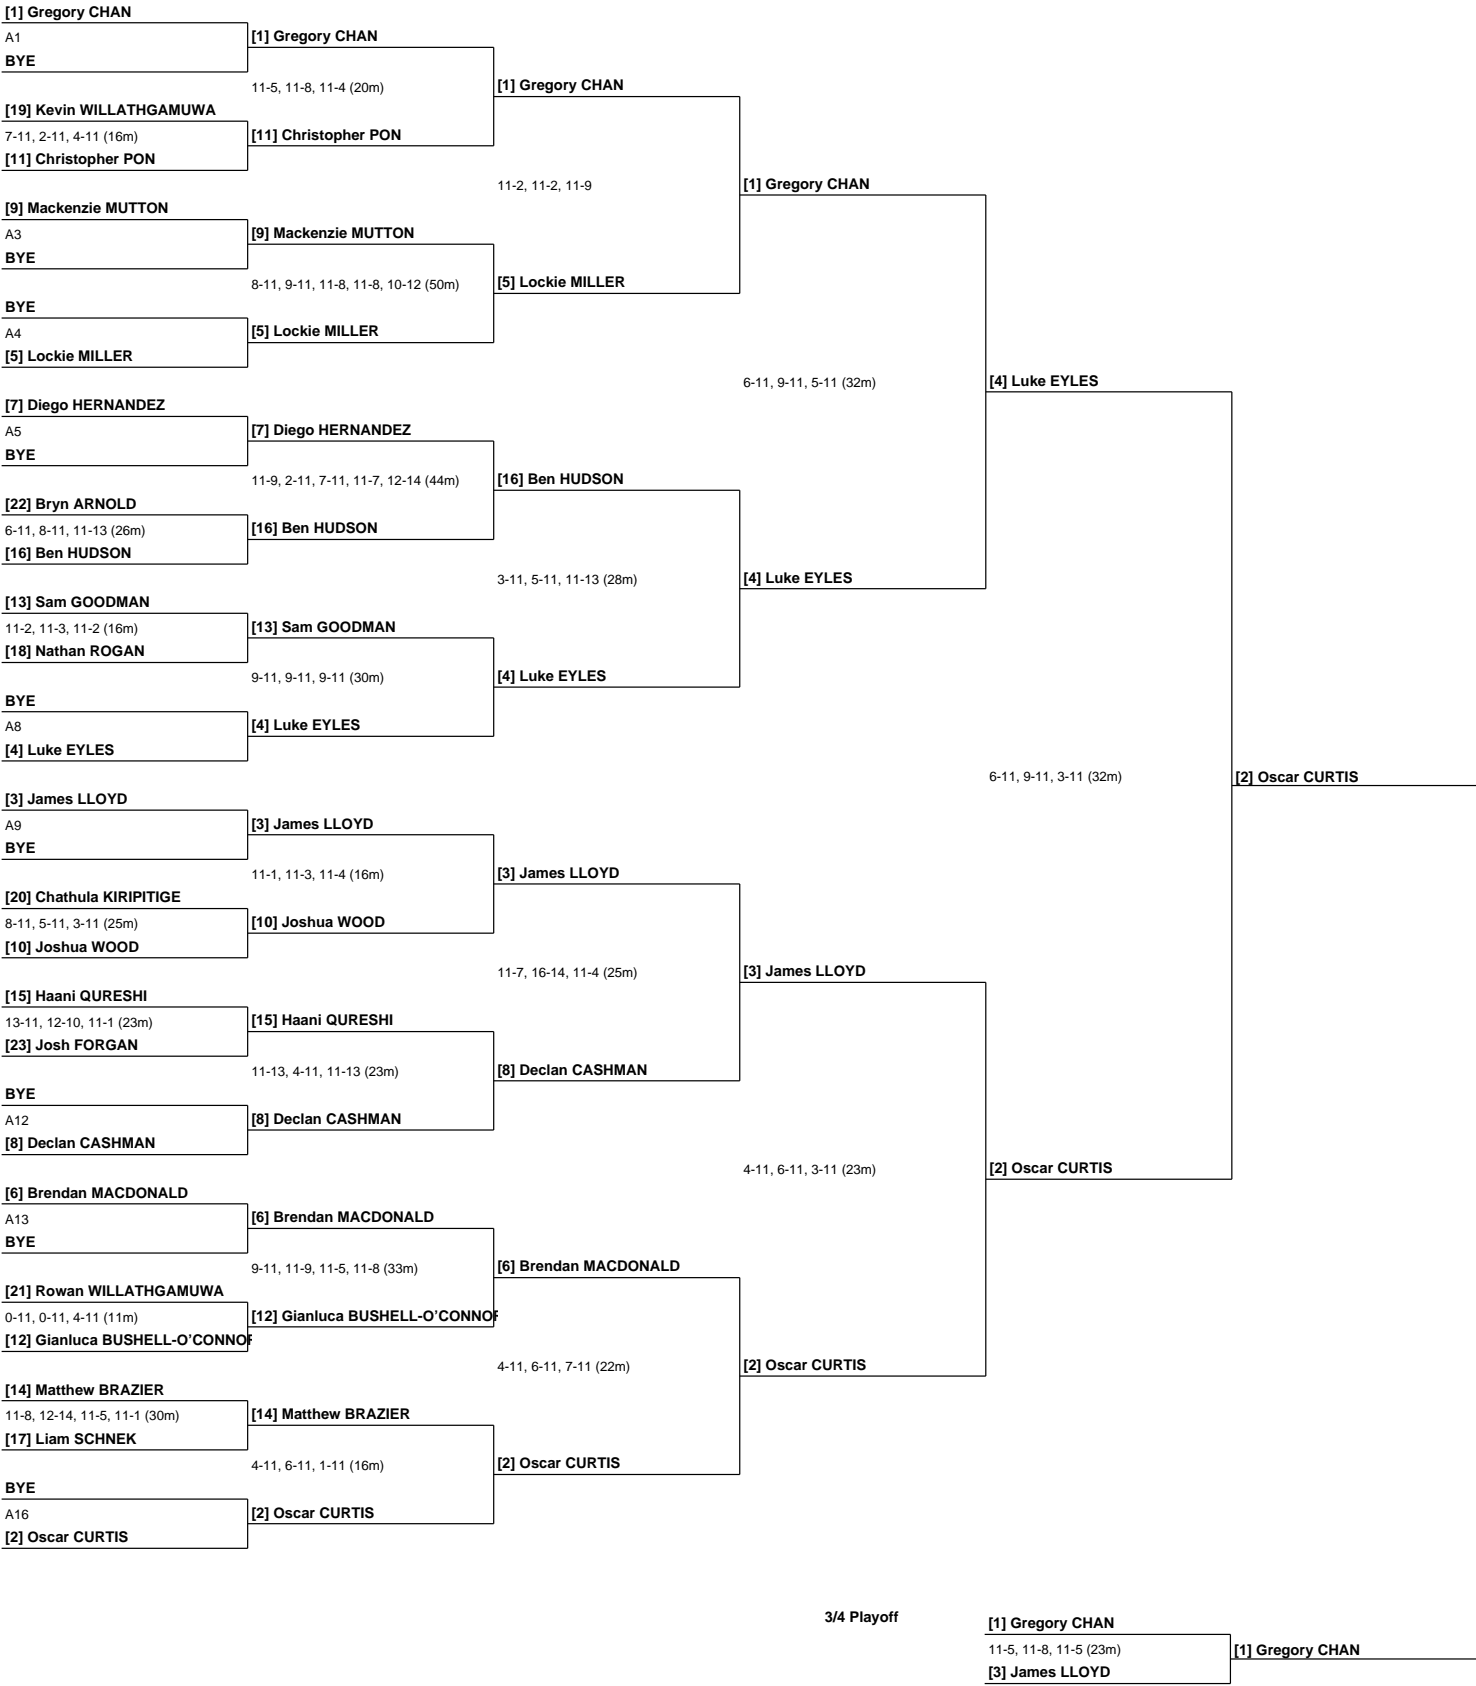 [1] Gregory CHAN
A1
BYE
[19] Kevin WILLATHGAMUWA
7-11, 2-11, 4-11 (16m)
[11] Christopher PON
[9] Mackenzie MUTTON
A3
BYE
BYE
A4
[5] Lockie MILLER
[7] Diego HERNANDEZ
A5
BYE
[22] Bryn ARNOLD
6-11, 8-11, 11-13 (26m)
[16] Ben HUDSON
[13] Sam GOODMAN
11-2, 11-3, 11-2 (16m)
[18] Nathan ROGAN
BYE
A8
[4] Luke EYLES
[3] James LLOYD
A9
BYE
[20] Chathula KIRIPITIGE
8-11, 5-11, 3-11 (25m)
[10] Joshua WOOD
[15] Haani QURESHI
13-11, 12-10, 11-1 (23m)
[23] Josh FORGAN
BYE
A12
[8] Declan CASHMAN
[6] Brendan MACDONALD
A13
BYE
[21] Rowan WILLATHGAMUWA
0-11, 0-11, 4-11 (11m)
[12] Gianluca BUSHELL-O'CONNOR
[14] Matthew BRAZIER
11-8, 12-14, 11-5, 11-1 (30m)
[17] Liam SCHNEK
BYE
A16
[2] Oscar CURTIS
[1] Gregory CHAN
11-5, 11-8, 11-4 (20m)
[11] Christopher PON
[9] Mackenzie MUTTON
8-11, 9-11, 11-8, 11-8, 10-12 (50m)
[5] Lockie MILLER
[7] Diego HERNANDEZ
11-9, 2-11, 7-11, 11-7, 12-14 (44m)
[16] Ben HUDSON
[13] Sam GOODMAN
9-11, 9-11, 9-11 (30m)
[4] Luke EYLES
[3] James LLOYD
11-1, 11-3, 11-4 (16m)
[10] Joshua WOOD
[15] Haani QURESHI
11-13, 4-11, 11-13 (23m)
[8] Declan CASHMAN
[6] Brendan MACDONALD
9-11, 11-9, 11-5, 11-8 (33m)
[12] Gianluca BUSHELL-O'CONNOR
[14] Matthew BRAZIER
4-11, 6-11, 1-11 (16m)
[2] Oscar CURTIS
[1] Gregory CHAN
11-2, 11-2, 11-9
[5] Lockie MILLER
[16] Ben HUDSON
3-11, 5-11, 11-13 (28m)
[4] Luke EYLES
[3] James LLOYD
11-7, 16-14, 11-4 (25m)
[8] Declan CASHMAN
[6] Brendan MACDONALD
4-11, 6-11, 7-11 (22m)
[2] Oscar CURTIS
[1] Gregory CHAN
6-11, 9-11, 5-11 (32m)
[4] Luke EYLES
[3] James LLOYD
4-11, 6-11, 3-11 (23m)
[2] Oscar CURTIS
[4] Luke EYLES
6-11, 9-11, 3-11 (32m)
[2] Oscar CURTIS
[2] Oscar CURTIS
3/4 Playoff
[1] Gregory CHAN
11-5, 11-8, 11-5 (23m)
[3] James LLOYD
[1] Gregory CHAN